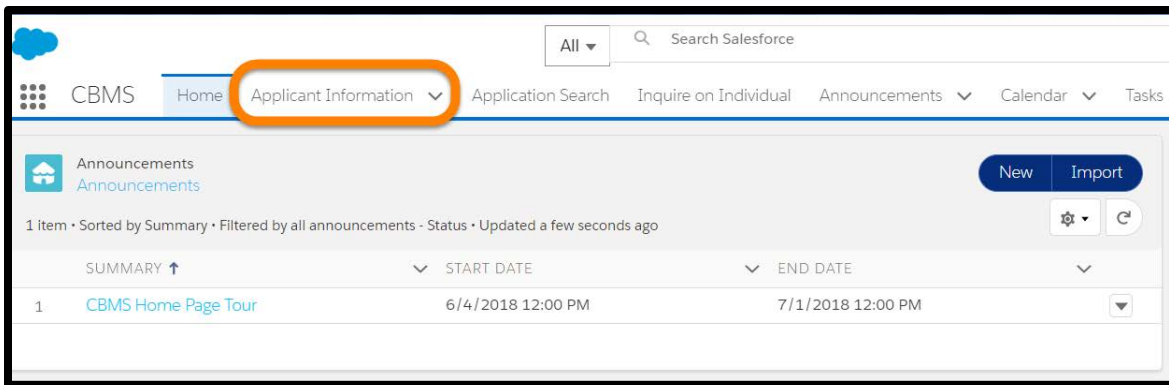 All
Search Salesforce
CBMS Home Applicant Information Application Search Inquire on Individual Announcements Calendar Tasks
Announcements
Announcements
New Import
1 item • Sorted by Summary • Filtered by all announcements - Status • Updated a few seconds ago
SUMMARY START DATE END DATE
1 CBMS Home Page Tour 6/4/2018 12:00 PM 7/1/2018 12:00 PM